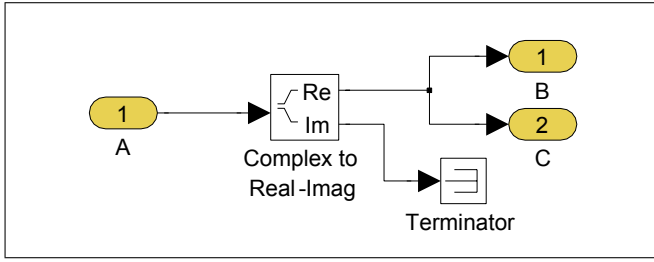 1
A
Re
Im
Complex to
Real-Imag
1
B
2
C
Terminator